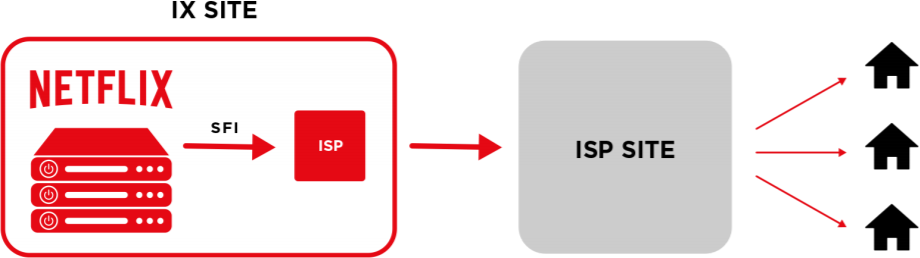 IX SITE
NETFLIX
SFI
ISP
ISP SITE